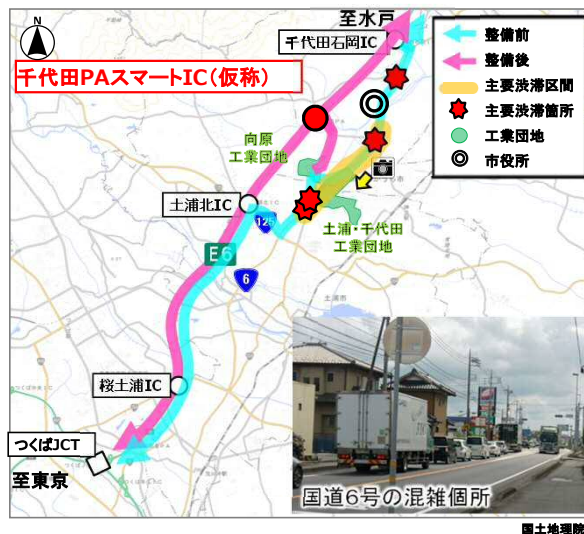 至水戸
千代田石岡IC
千代田PAスマートIC(仮称)
N
整備前
整備後
主要渋滞区間
主要渋滞箇所
工業団地
市役所
向原
工業団地
土浦北IC
125
土浦・千代田
工業団地
E6
6
土浦市
桜土浦IC
つくばJCT
至東京
国道6号の混雑個所
国土地理院